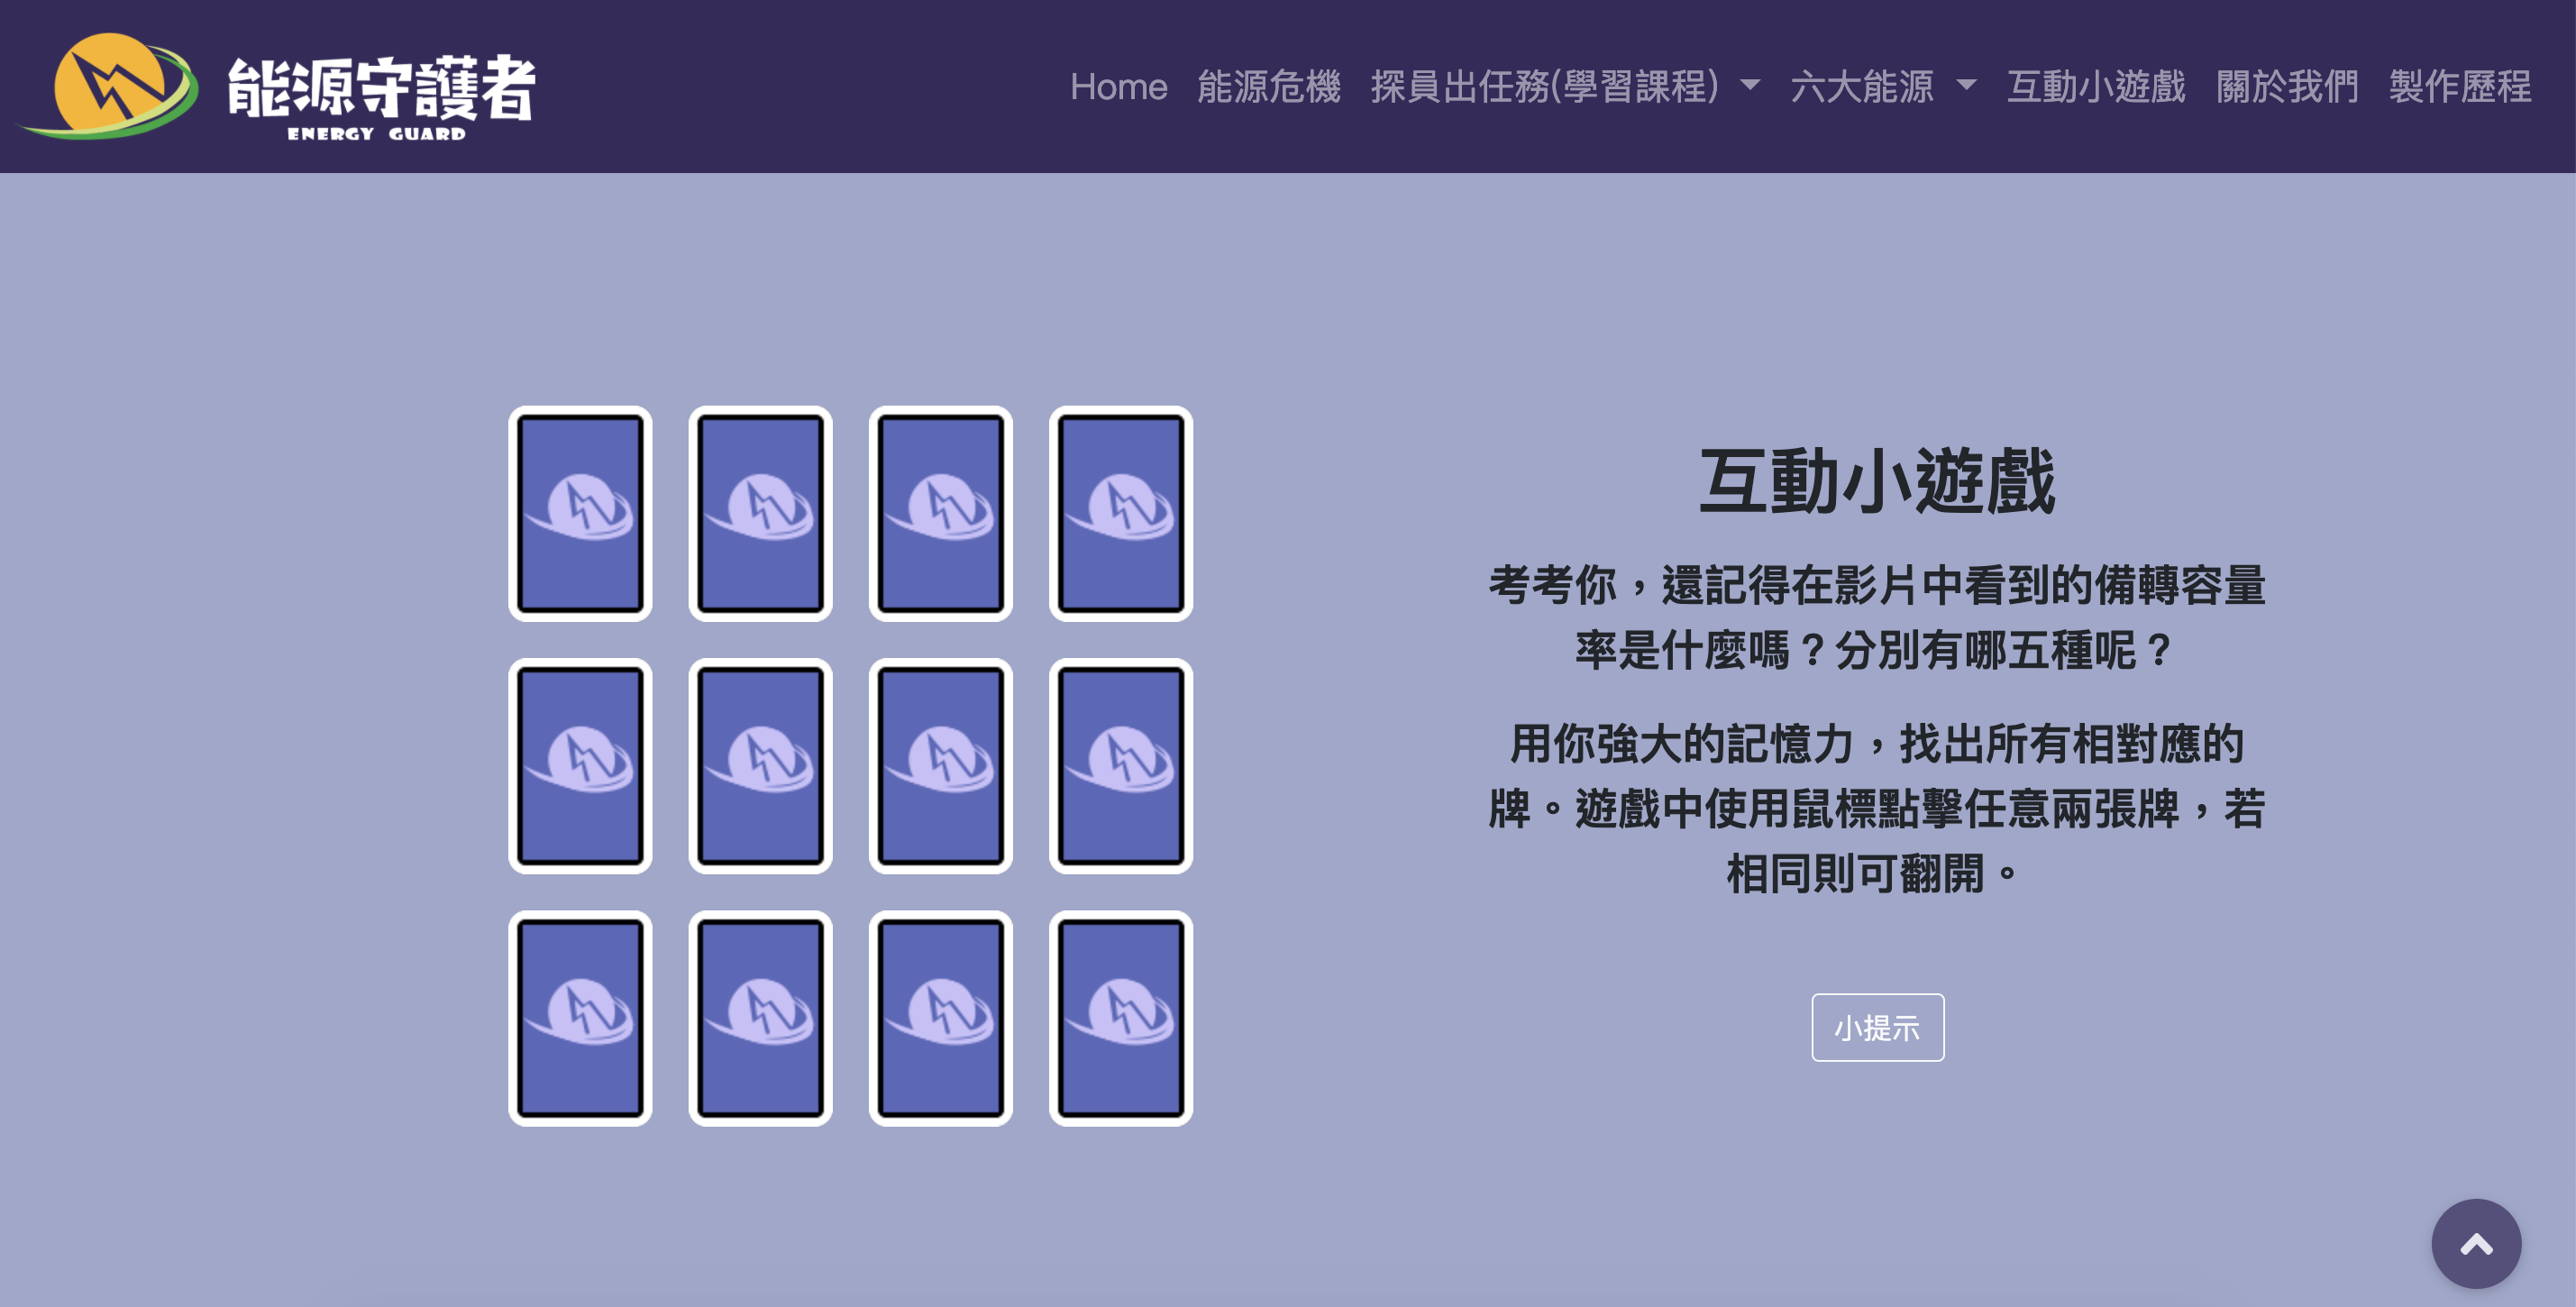 能源守護者
ENERGY GUARD
Home 能源危機 探員出任務(學習課程) 六大能源 互動小遊戲 關於我們 製作歷程
互動小遊戲
考考你，還記得在影片中看到的備轉容量
率是什麼嗎？分別有哪五種呢？
用你強大的記憶力，找出所有相對應的
牌。遊戲中使用鼠標點擊任意兩張牌，若
相同則可翻開。
小提示